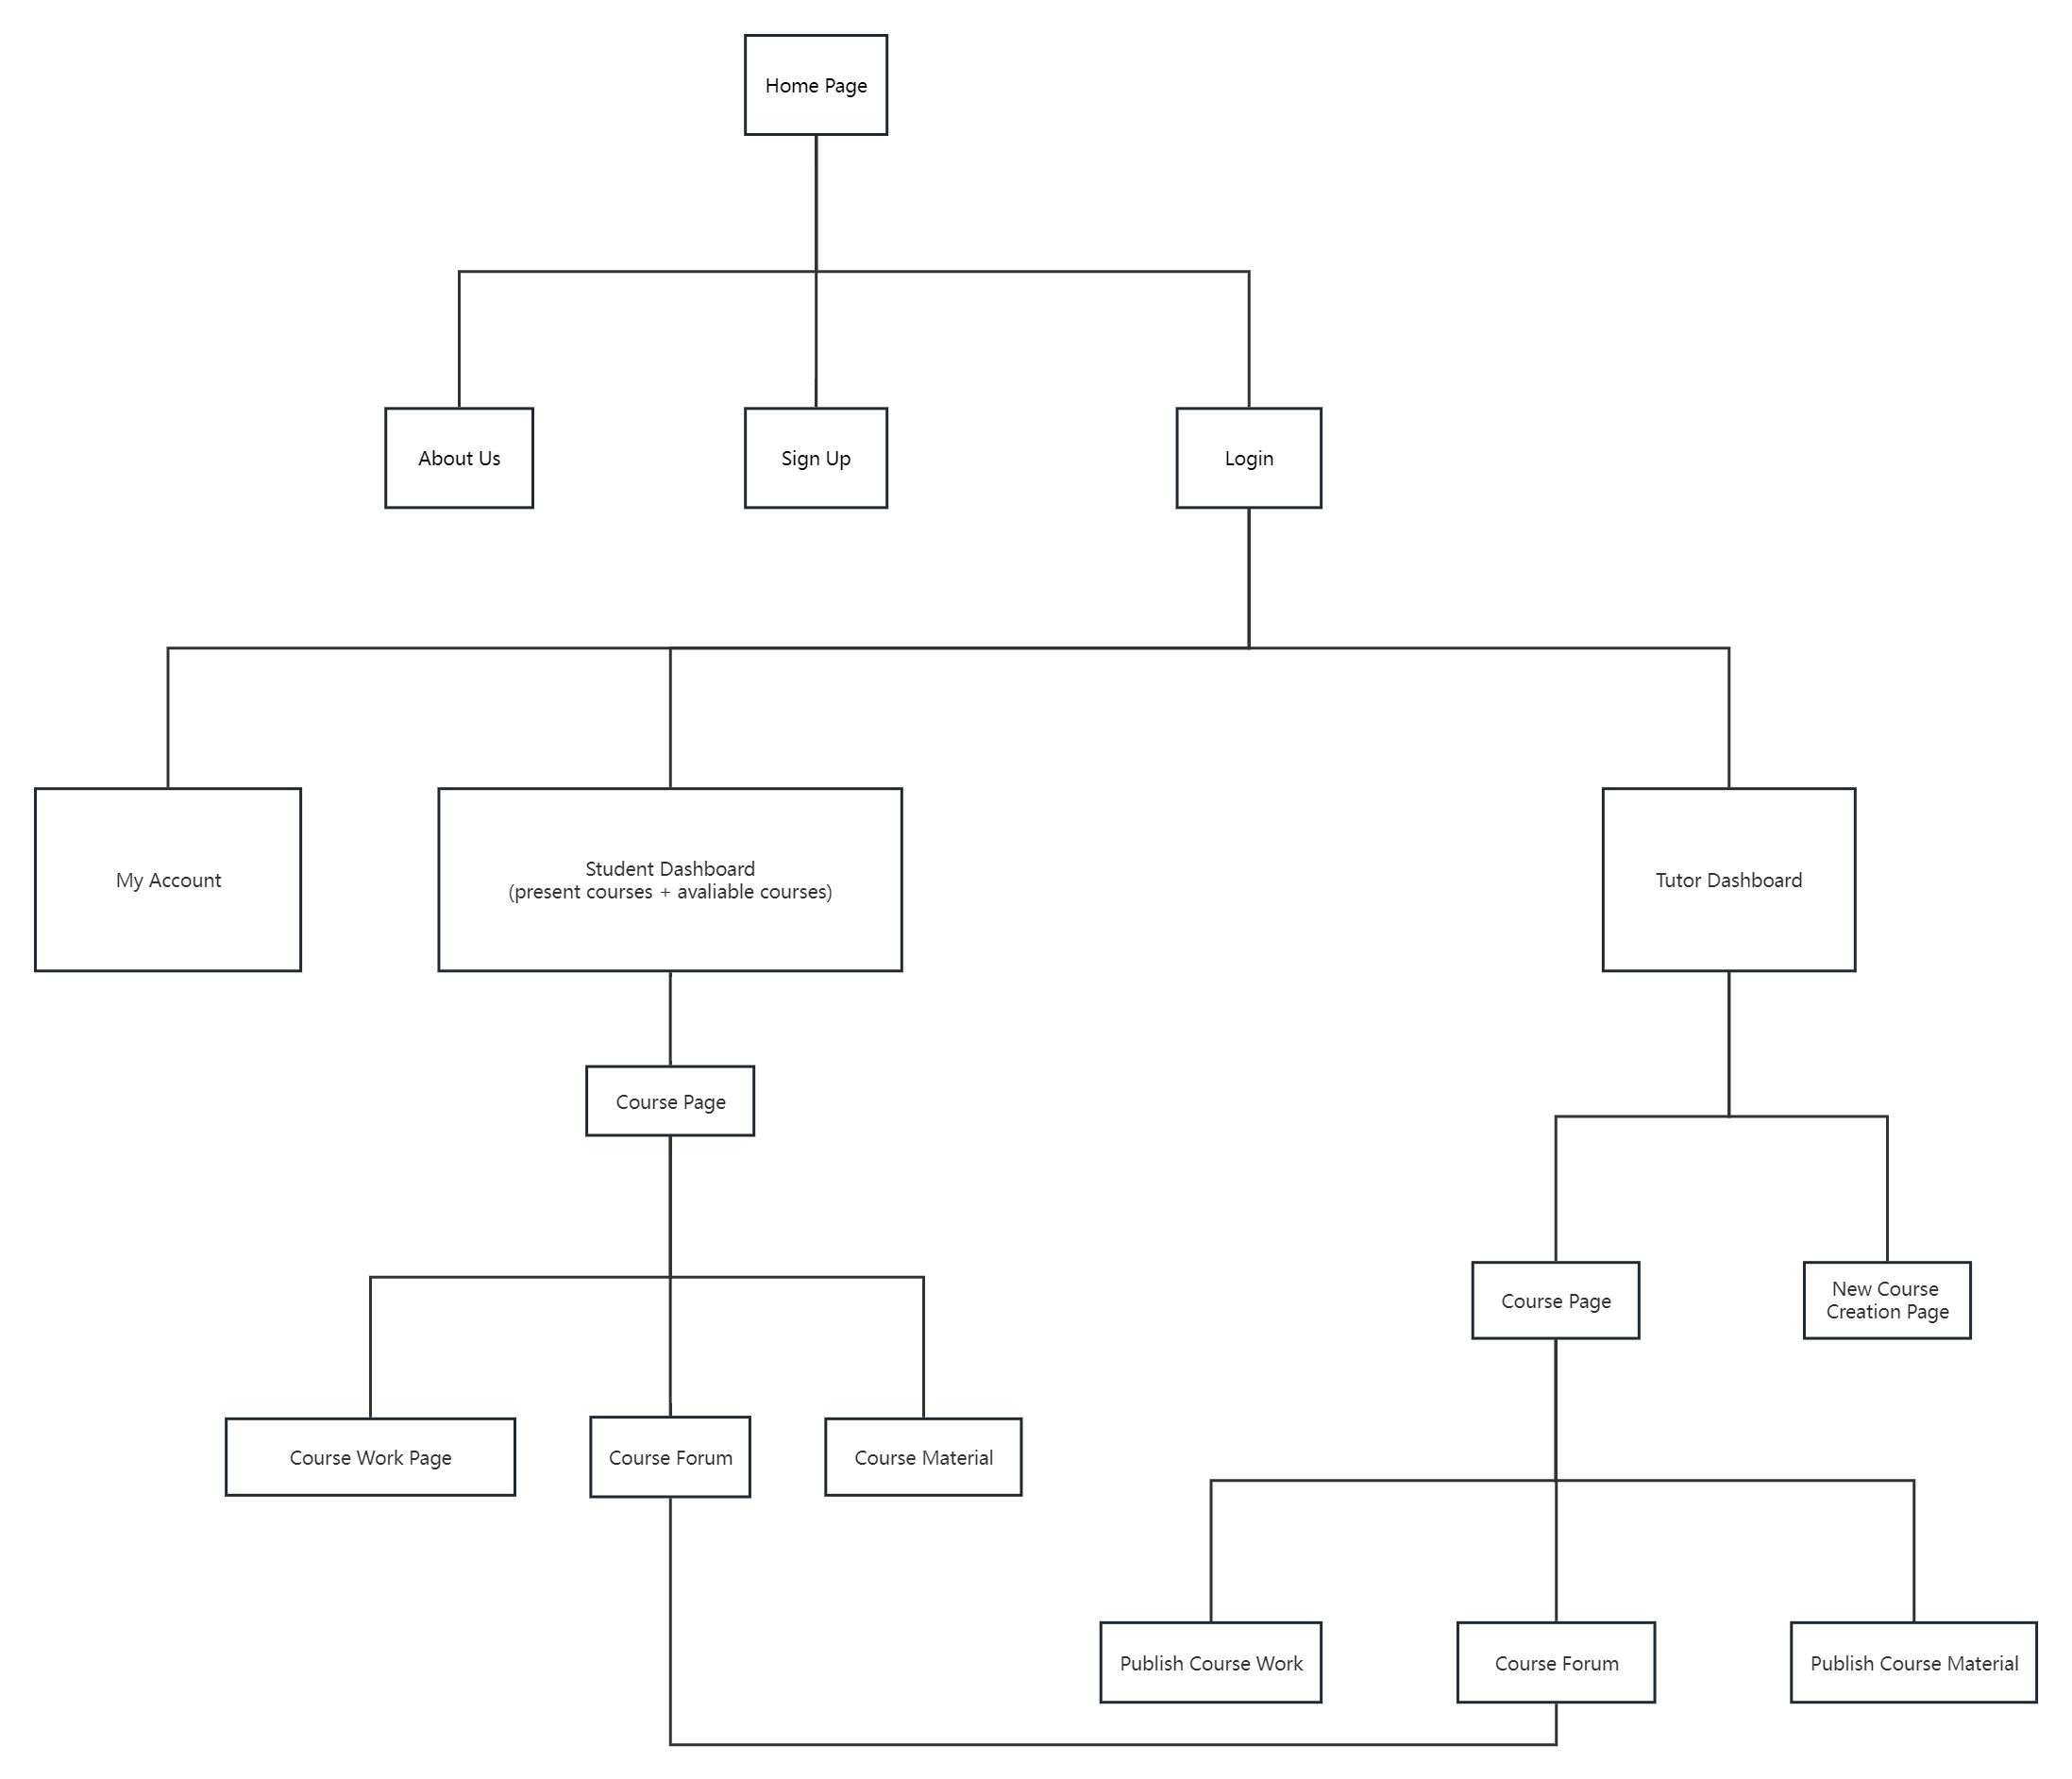 Home Page
About Us
Sign Up
Login
My Account
Student Dashboard
(present courses + avaliable courses)
Tutor Dashboard
Course Page
Course Page
New Course
Creation Page
Course Work Page
Course Forum
Course Material
Publish Course Work
Course Forum
Publish Course Material